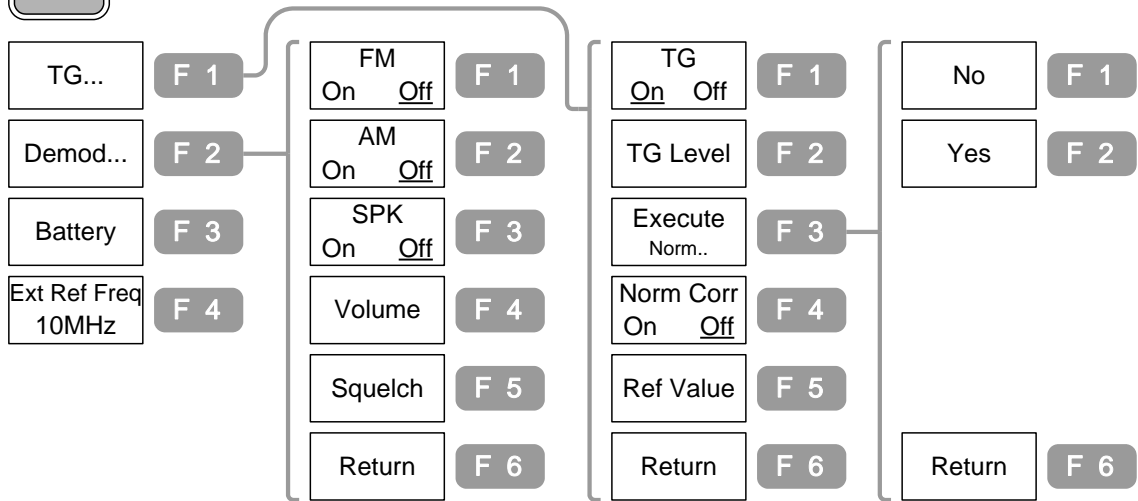 TG...
F 1
Demod...
F 2
Battery
F 3
Ext Ref Freq
10MHz
F 4
FM
On Off
F 1
AM
On Off
F 2
SPK
On Off
F 3
Volume
F 4
Squelch
F 5
Return
F 6
TG
On Off
F 1
TG Level
F 2
Execute
Norm..
F 3
Norm Corr
On Off
F 4
Ref Value
F 5
Return
F 6
No
F 1
Yes
F 2
Return
F 6